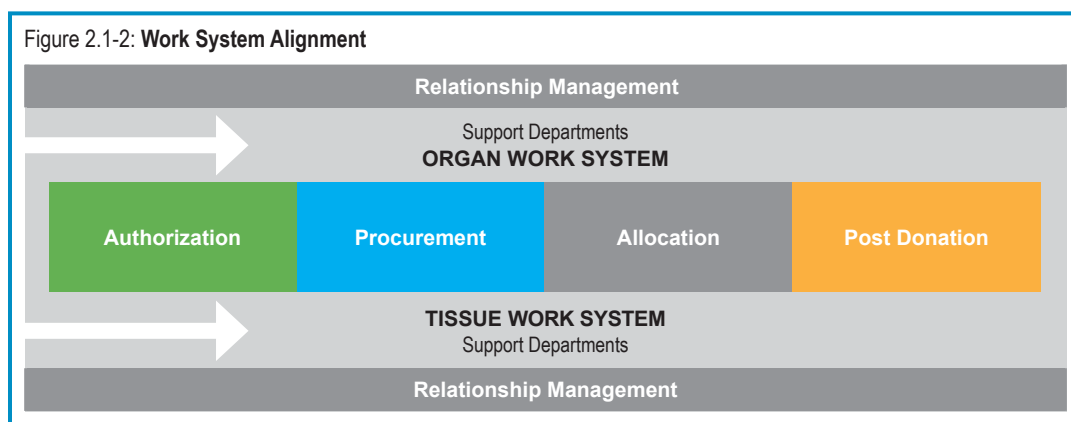 Figure 2.1-2: Work System Alignment
Relationship Management
Support Departments
ORGAN WORK SYSTEM
Authorization Procurement Allocation Post Donation
TISSUE WORK SYSTEM
Support Departments
Relationship Management